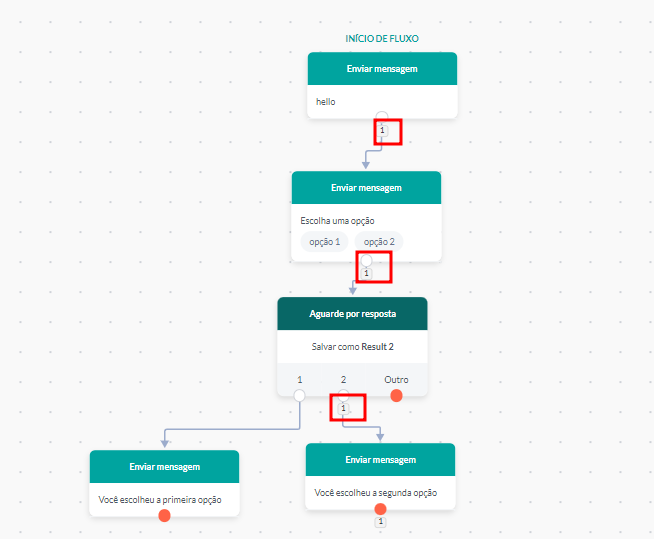 INÍCIO DE FLUXO
Enviar mensagem
hello
1
Enviar mensagem
Escolha uma opção
opção 1 opção 2
1
Aguarde por resposta
Salvar como Result 2
1 2 Outro
1
Enviar mensagem
Você escolheu a primeira opção
Enviar mensagem
Você escolheu a segunda opção
1